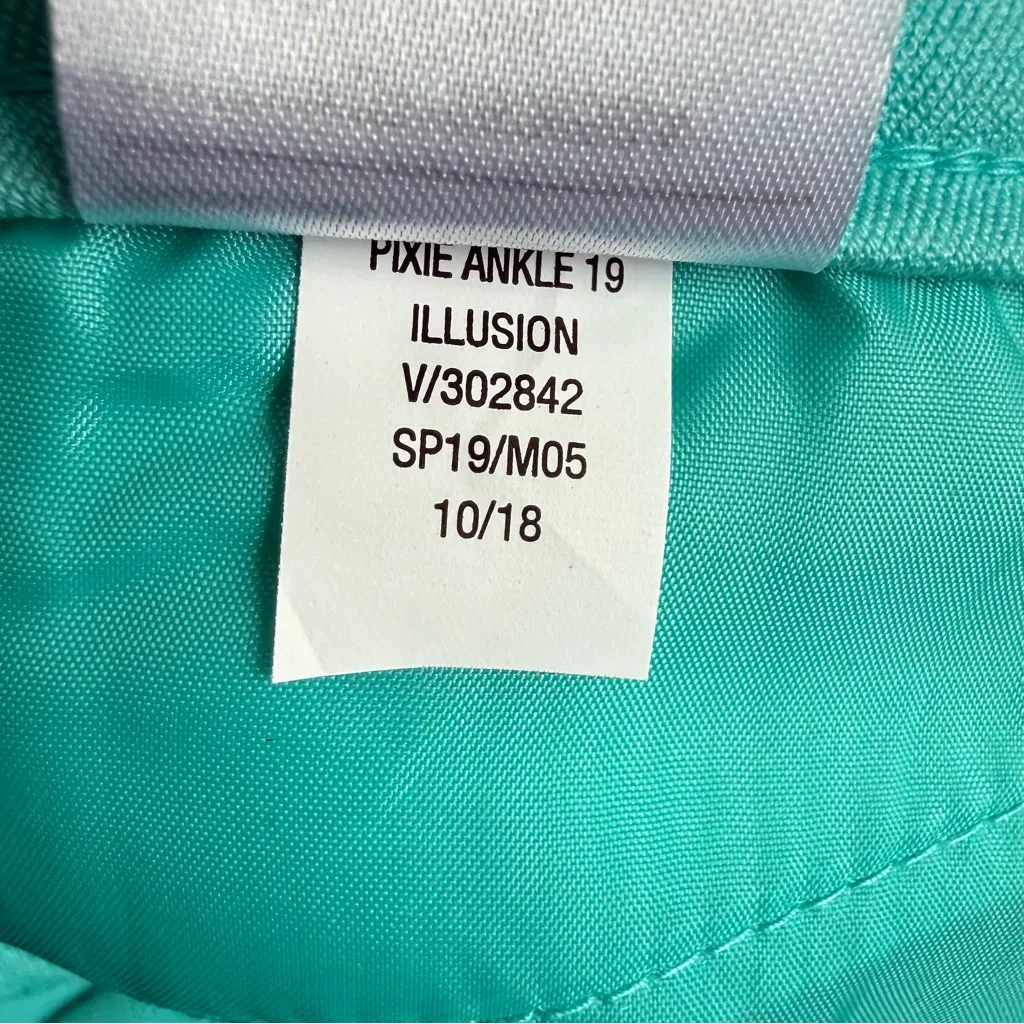 PIXIE ANKLE 19
ILLUSION
V/302842
SP19/M05
10/18